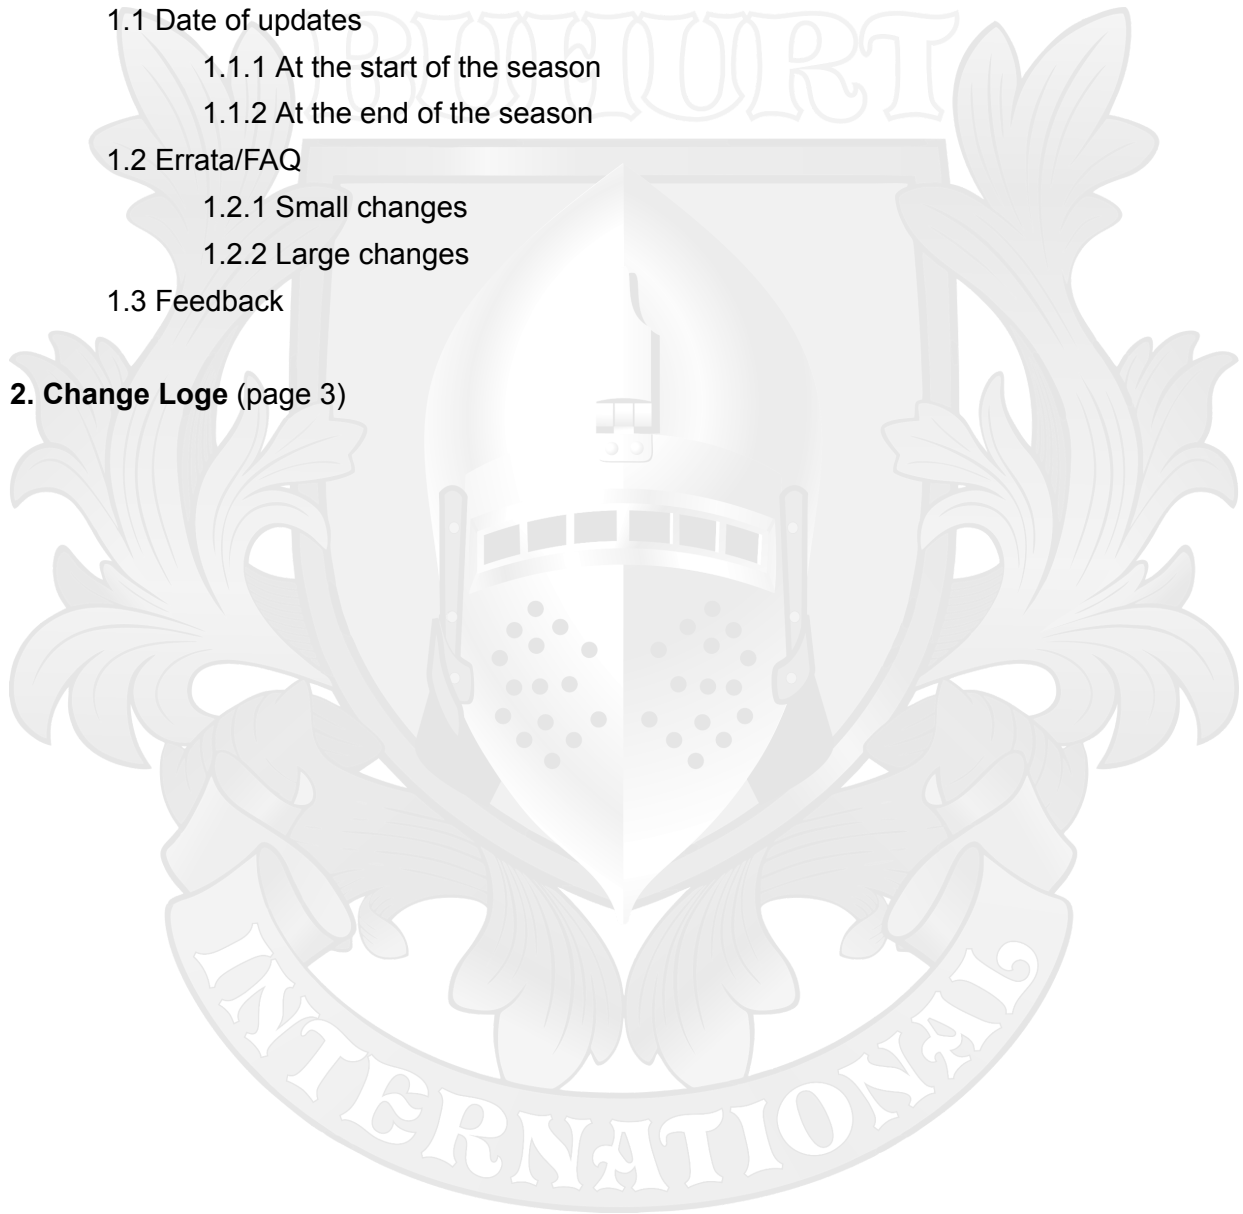 BUHURT
1.1 Date of updates
1.1.1 At the start of the season
1.1.2 At the end of the season
1.2 Errata/FAQ
1.2.1 Small changes
1.2.2 Large changes
1.3 Feedback
2. Change Loge (page 3)
INTERNATIONAL